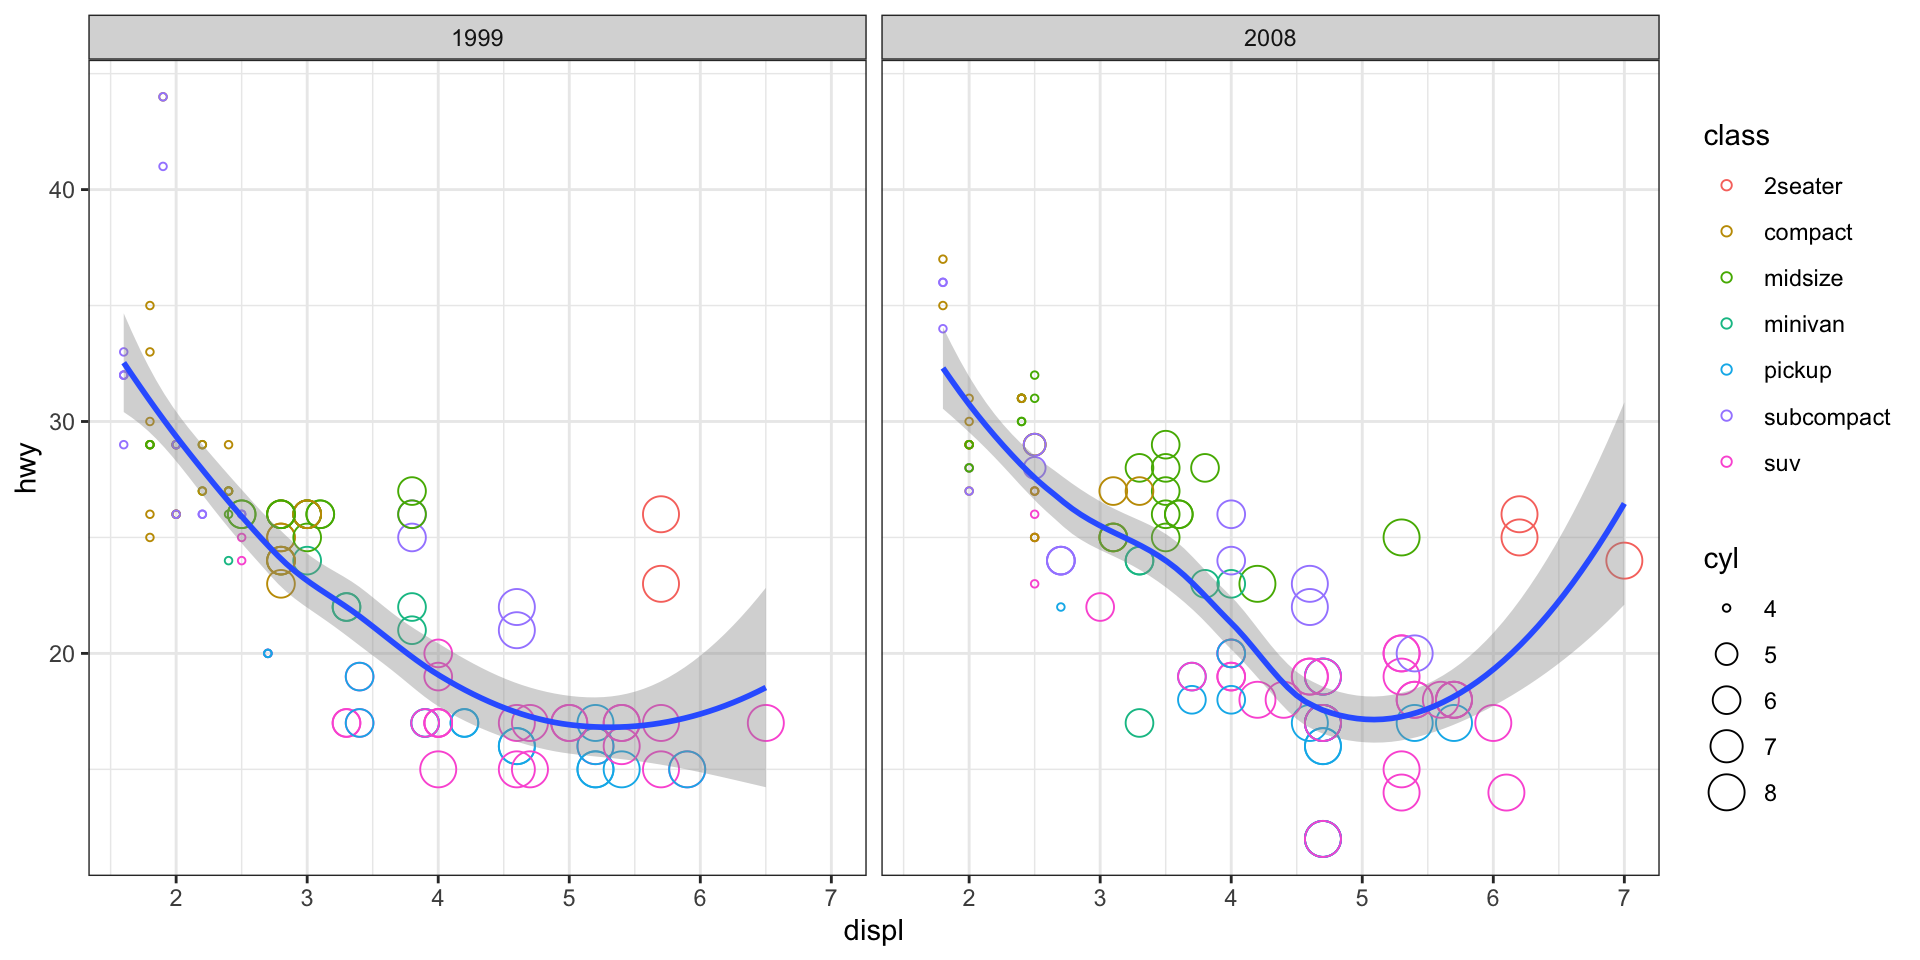 1999
2008
hwy
40
30
20
2 3 4 5 6 7
2 3 4 5 6 7
displ
class
2seater
compact
midsize
minivan
pickup
subcompact
suv
cyl
4
5
6
7
8